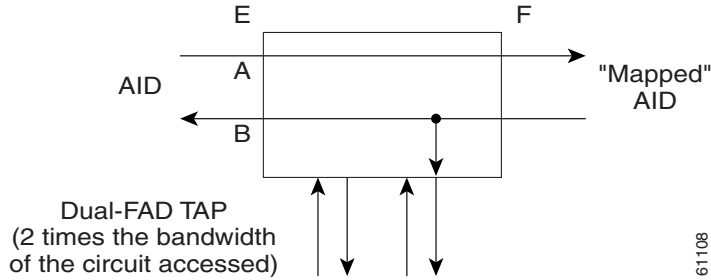 E
F
A
AID
"Mapped"
AID
B
Dual-FAD TAP
(2 times the bandwidth
of the circuit accessed)
61108